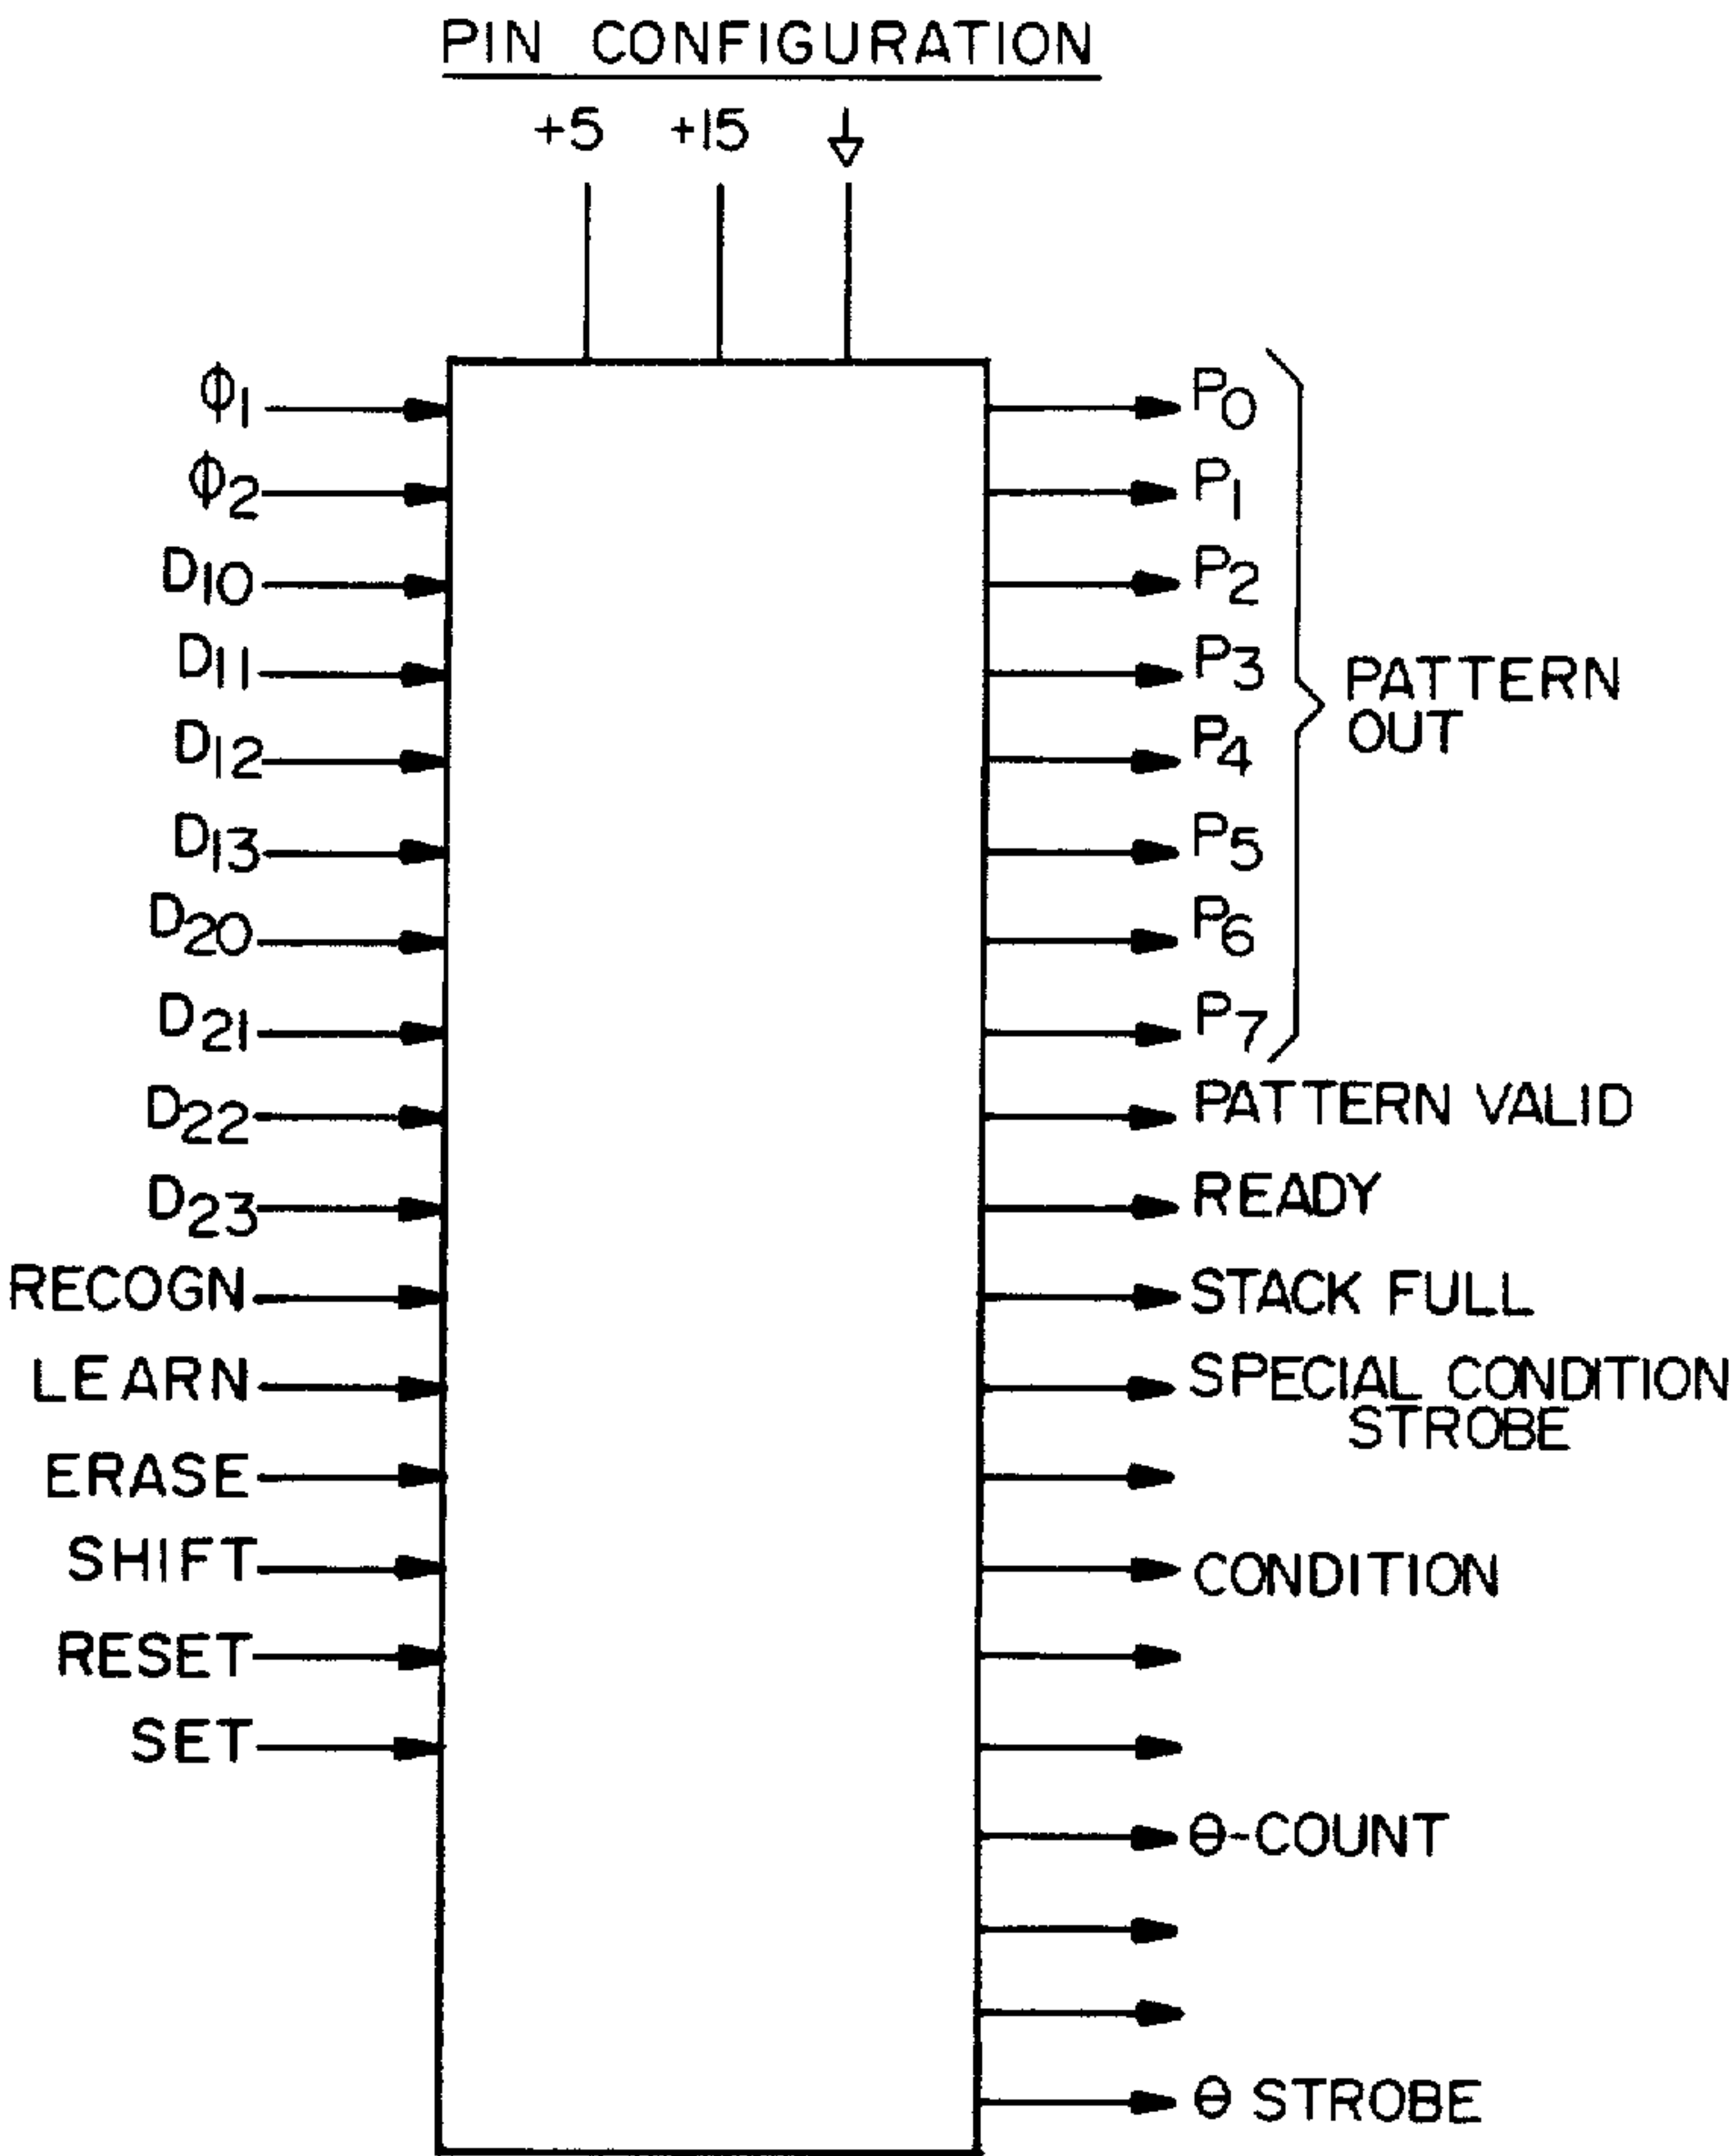 PIN CONFIGURATION
+5 +15
Φ1
Φ2
D10
D11
D12
D13
D20
D21
D22
D23
RECOGN
LEARN
ERASE
SHIFT
RESET
SET
P0
P1
P2
P3
P4
P5
P6
P7
PATTERN
OUT
PATTERN VALID
READY
STACK FULL
SPECIAL CONDITION
STROBE
CONDITION
Θ-COUNT
Θ STROBE